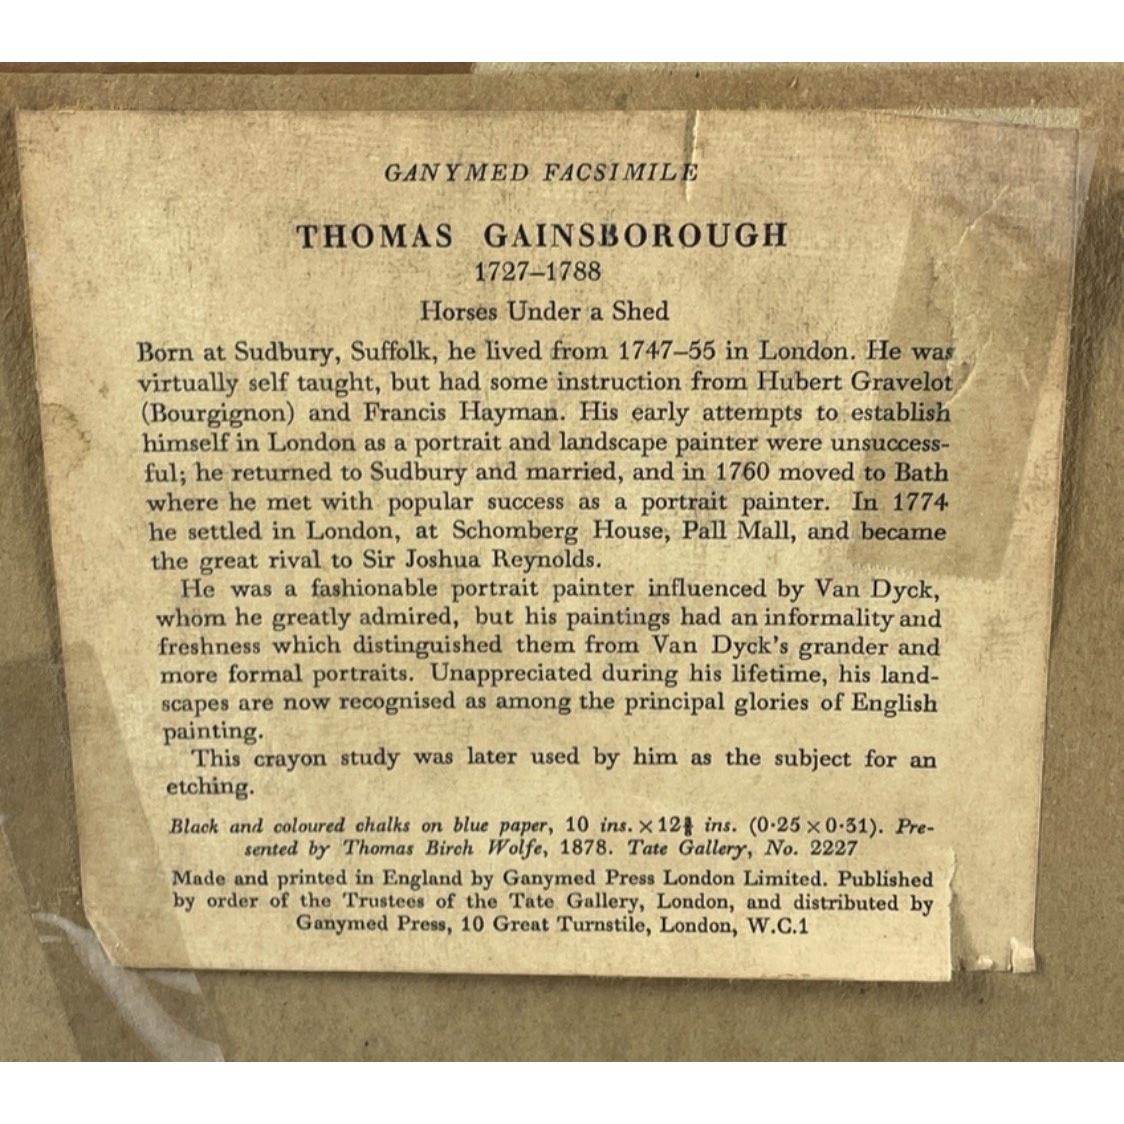 GANYMED FACSIMILE
THOMAS GAINSBOROUGH
1727–1788
Horses Under a Shed
Born at Sudbury, Suffolk, he lived from 1747–55 in London. He was
virtually self taught, but had some instruction from Hubert Gravelot
(Bourgignon) and Francis Hayman. His early attempts to establish
himself in London as a portrait and landscape painter were unsuccess-
ful; he returned to Sudbury and married, and in 1760 moved to Bath
where he met with popular success as a portrait painter. In 1774
he settled in London, at Schomberg House, Pall Mall, and became
the great rival to Sir Joshua Reynolds.
He was a fashionable portrait painter influenced by Van Dyck,
whom he greatly admired, but his paintings had an informality and
freshness which distinguished them from Van Dyck's grander and
more formal portraits. Unappreciated during his lifetime, his land-
scapes are now recognised as among the principal glories of English
painting.
This crayon study was later used by him as the subject for an
etching.
Black and coloured chalks on blue paper, 10 ins. × ins. (0·25 × 0·31). Pre-
sented by Thomas Birch Wolfe, 1878. Tate Gallery, No. 2227
Made and printed in England by Ganymed Press London Limited. Published
by order of the Trustees of the Tate Gallery, London, and distributed by
Ganymed Press, 10 Great Turnstile, London, W.C.1